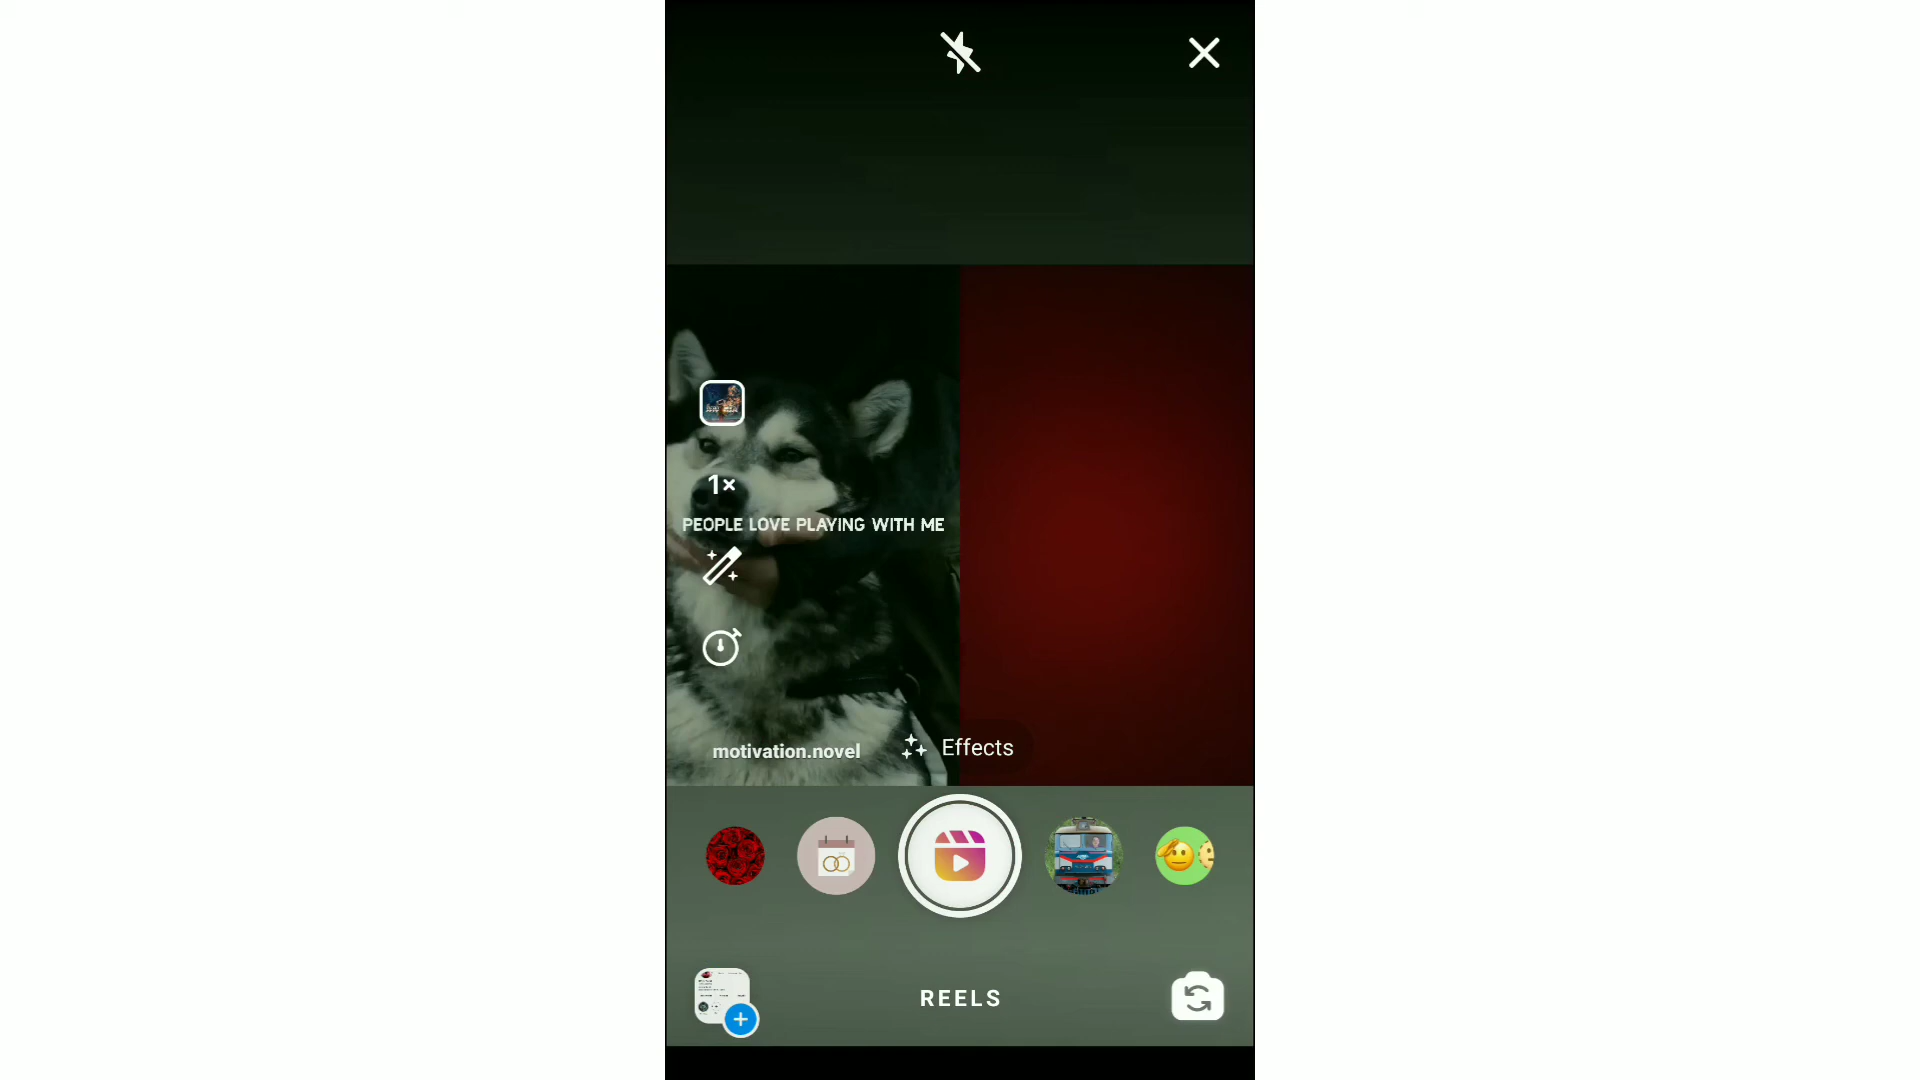 1×
PEOPLE LOVE PLAYING WITH ME
motivation.novel
Effects
REELS